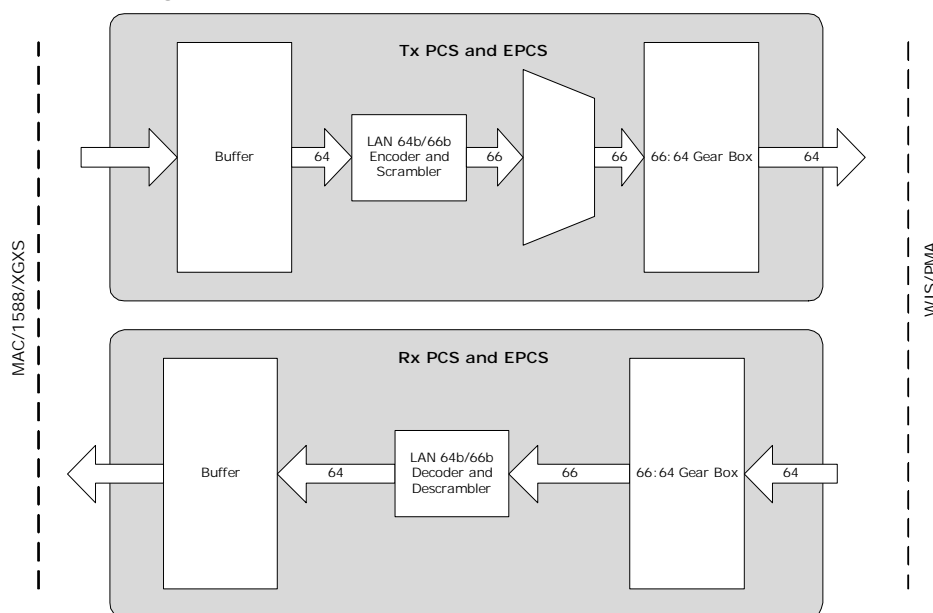 Tx PCS and EPCS
Buffer
64
LAN 64b/66b
Encoder and
Scrambler
66
66
66:64 Gear Box
64
MAC/1588/XGXS
WIS/PMA
Rx PCS and EPCS
Buffer
64
LAN 64b/66b
Decoder and
Descrambler
66
66:64 Gear Box
64